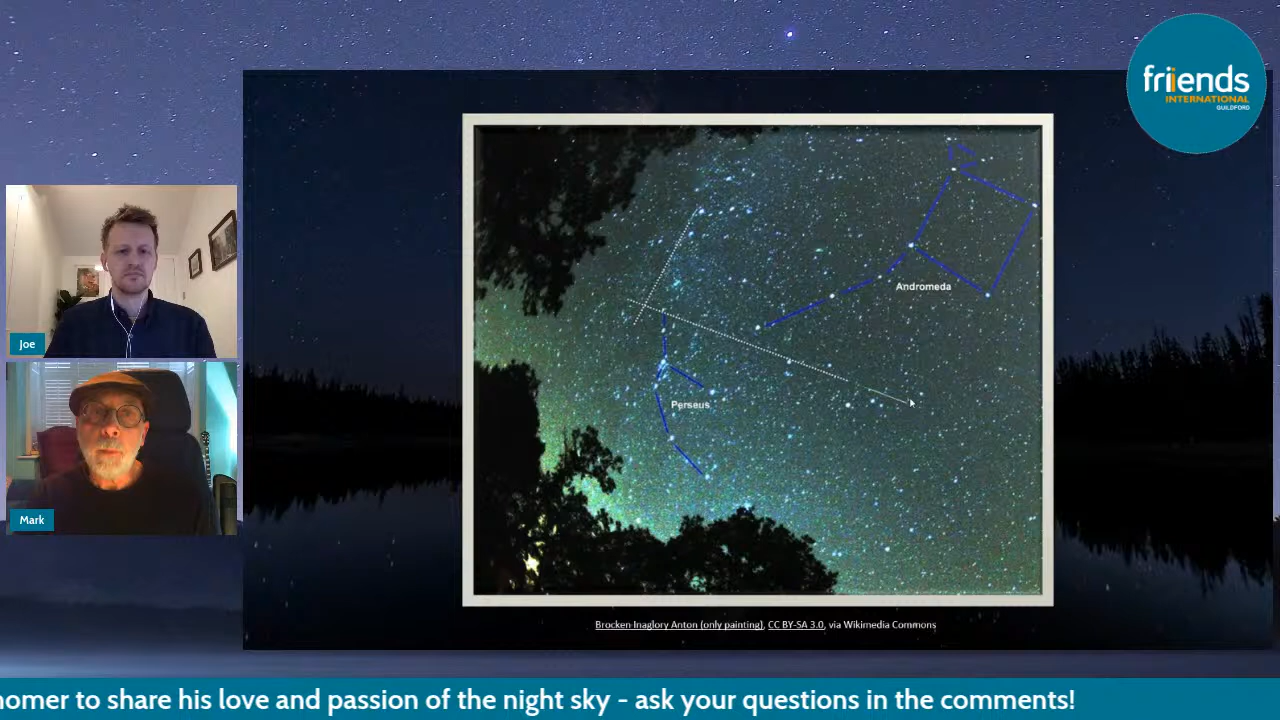 friends
INTERNATIONAL
GUILDFORD
Joe
Mark
Andromeda
Perseus
Brocken Inaglory Anton (only painting), CC BY-SA 3.0, via Wikimedia Commons
nomer to share his love and passion of the night sky - ask your questions in the comments!